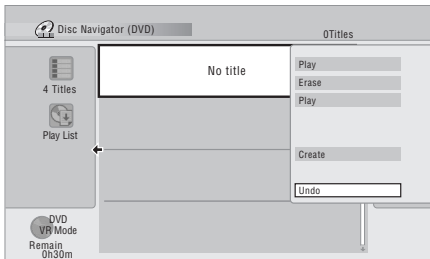 Disc Navigator (DVD)
0Titles
4 Titles
Play List
No title
Play
Erase
Play
Create
Undo
DVD
VR Mode
Remain
0h30m